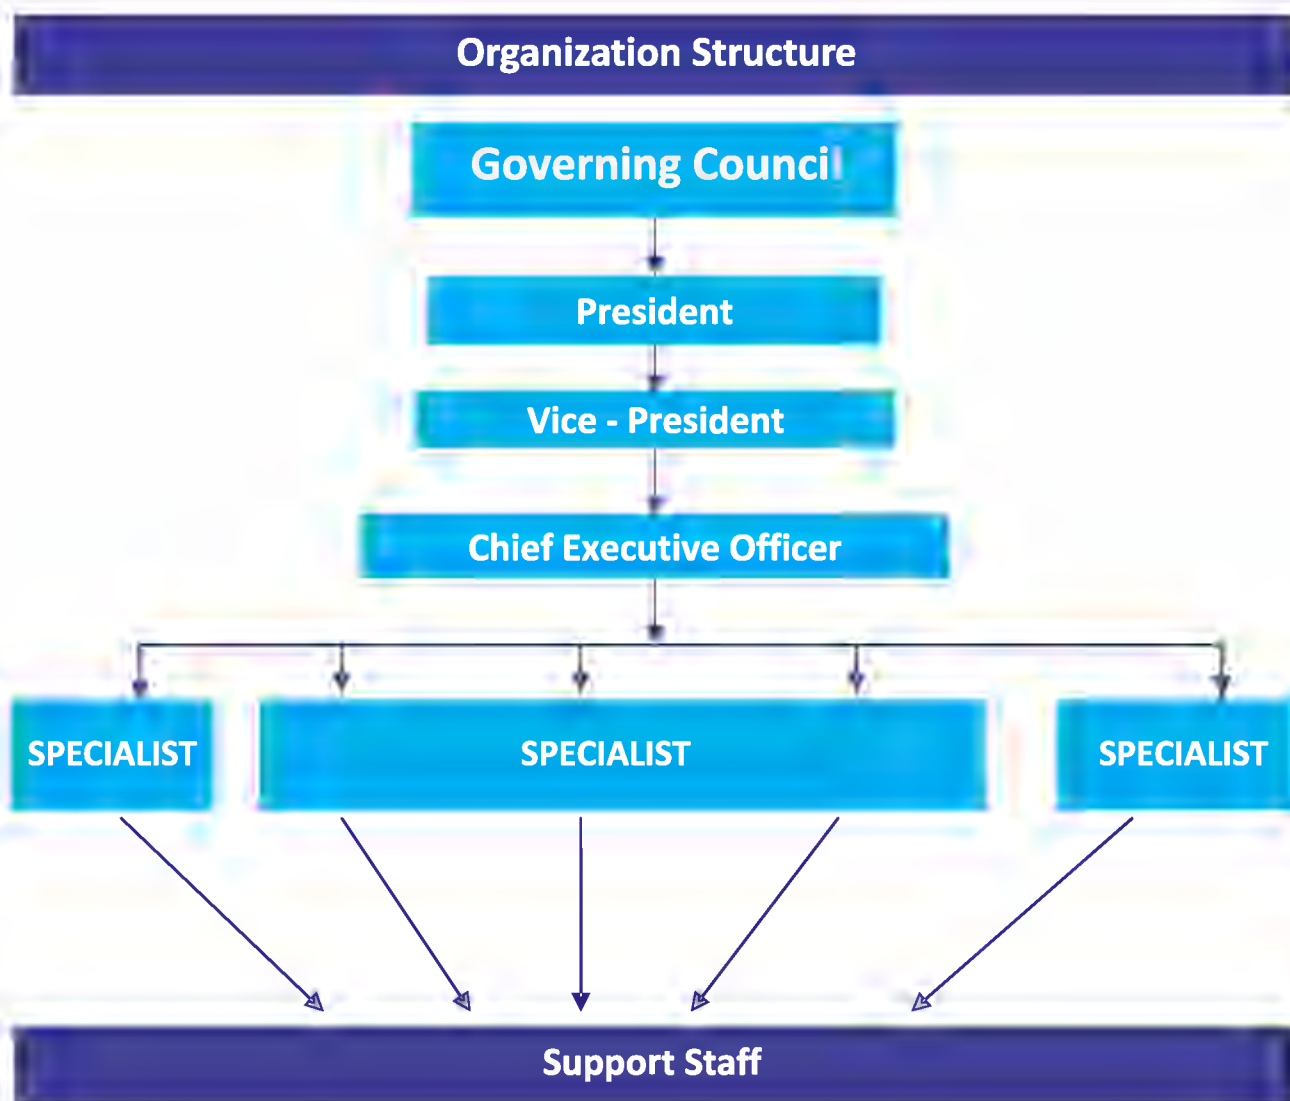 Organization Structure
Governing Council
President
Vice - President
Chief Executive Officer
SPECIALIST
SPECIALIST
SPECIALIST
Support Staff